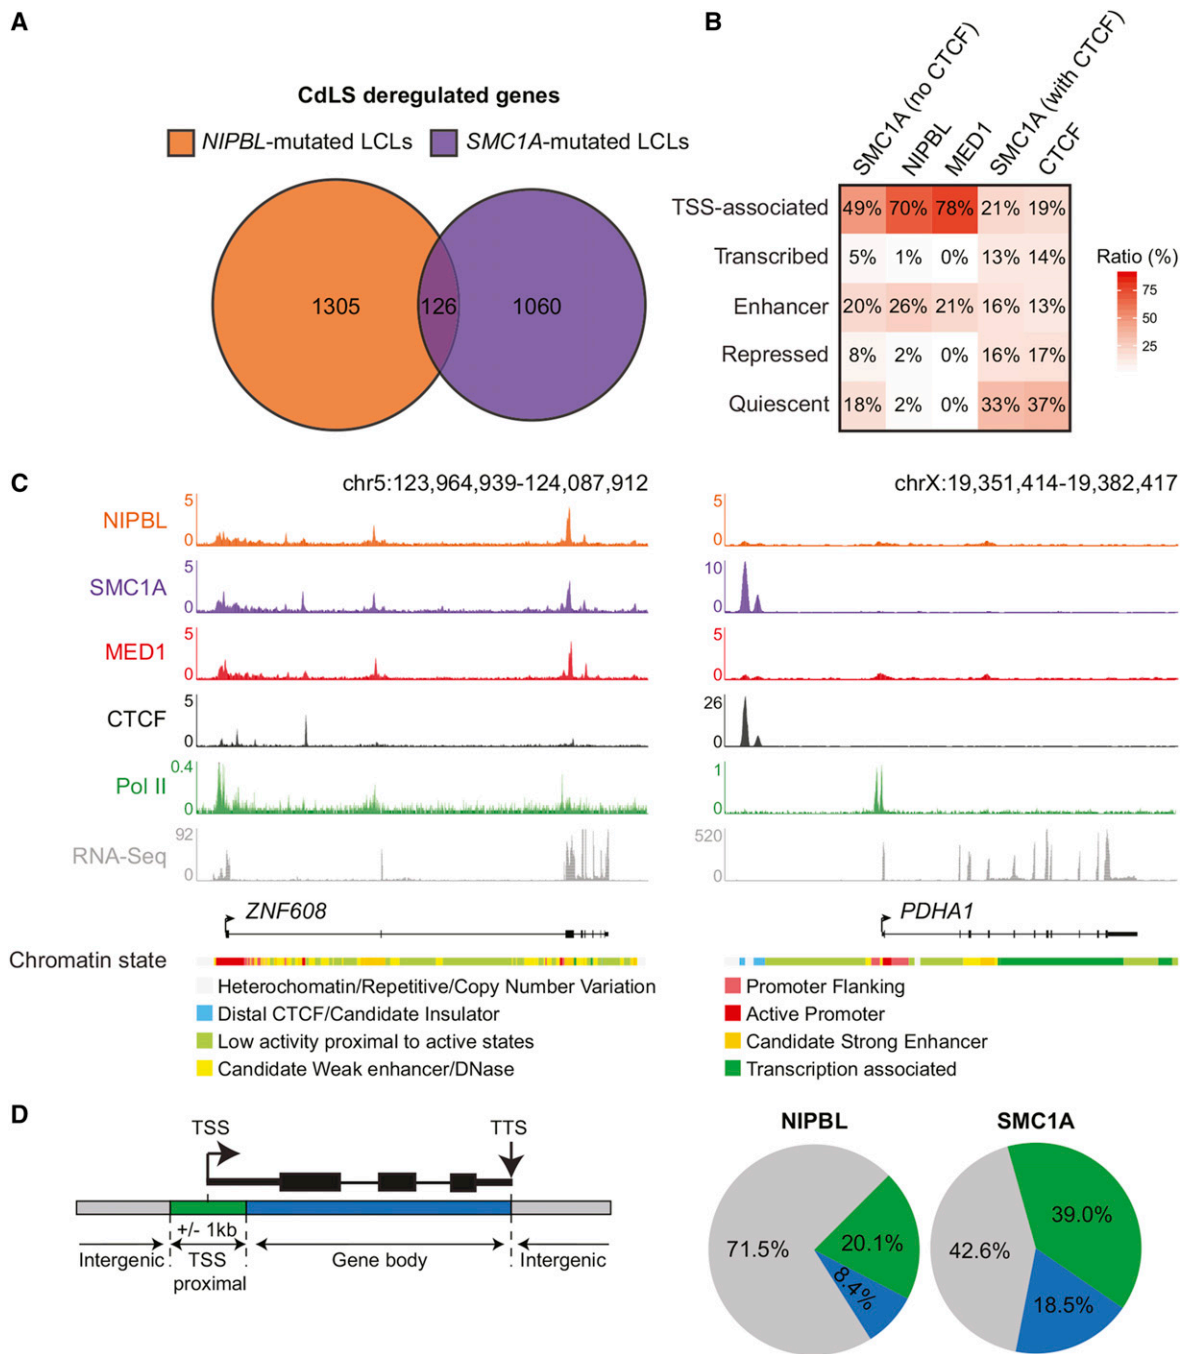 A
CdLS deregulated genes
NIPBL-mutated LCLs
SMC1A-mutated LCLs
1305
126
1060
B
SMC1A (no CTCF)
NIPBL
MED1
SMC1A (with CTCF)
CTCF
TSS-associated 49% 70% 78% 21% 19%
Transcribed 5% 1% 0% 13% 14%
Enhancer 20% 26% 21% 16% 13%
Repressed 8% 2% 0% 16% 17%
Quiescent 18% 2% 0% 33% 37%
Ratio (%)
75
50
25
C
chr5:123,964,939-124,087,912
chrX:19,351,414-19,382,417
NIPBL
5
0
5
0
SMC1A
5
0
10
0
MED1
5
0
5
0
CTCF
5
0
26
0
Pol II
0.4
0
1
0
RNA-Seq
92
0
520
0
ZNF608
PDHA1
Chromatin state
Heterochomatin/Repetitive/Copy Number Variation
Distal CTCF/Candidate Insulator
Low activity proximal to active states
Candidate Weak enhancer/DNase
Promoter Flanking
Active Promoter
Candidate Strong Enhancer
Transcription associated
D
TSS
TTS
+/- 1kb
Intergenic
TSS
proximal
Gene body
Intergenic
NIPBL
71.5%
20.1%
8.4%
SMC1A
42.6%
39.0%
18.5%